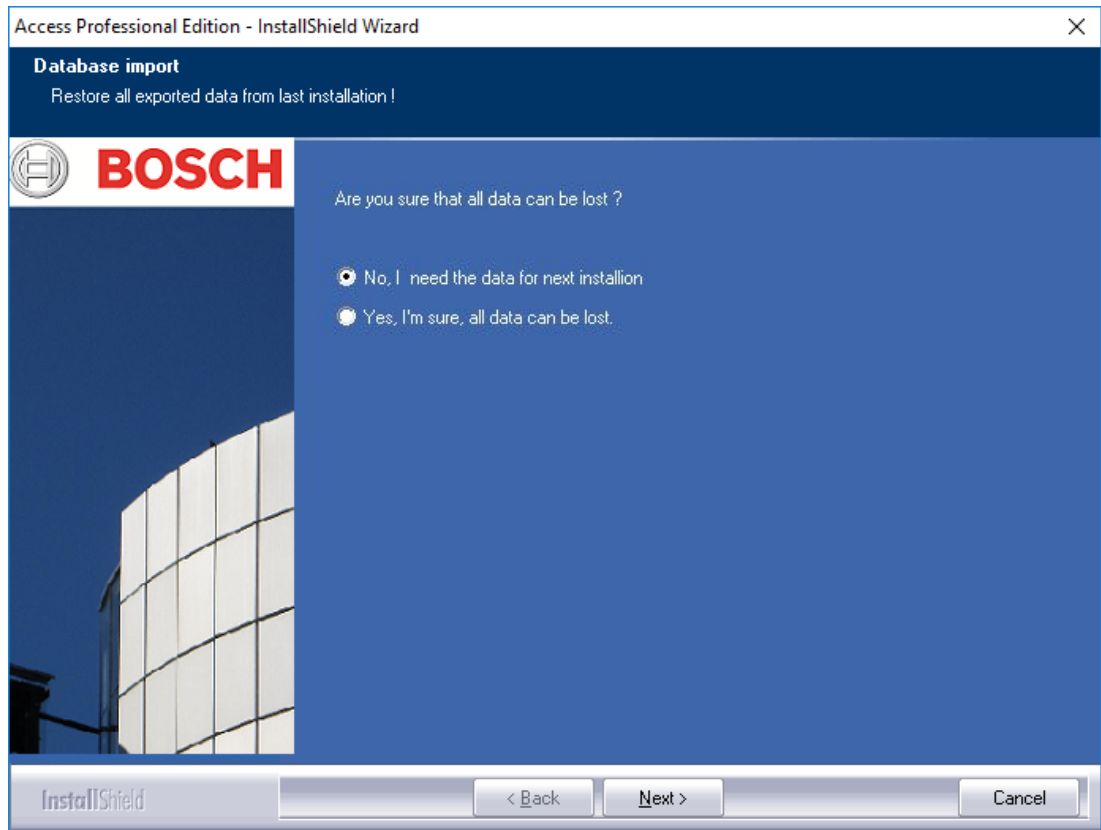 Access Professional Edition - InstallShield Wizard
Database import
Restore all exported data from last installation !
BOSCH
Are you sure that all data can be lost ?
No, I need the data for next installion
Yes, I'm sure, all data can be lost.
InstallShield
< Back
Next >
Cancel